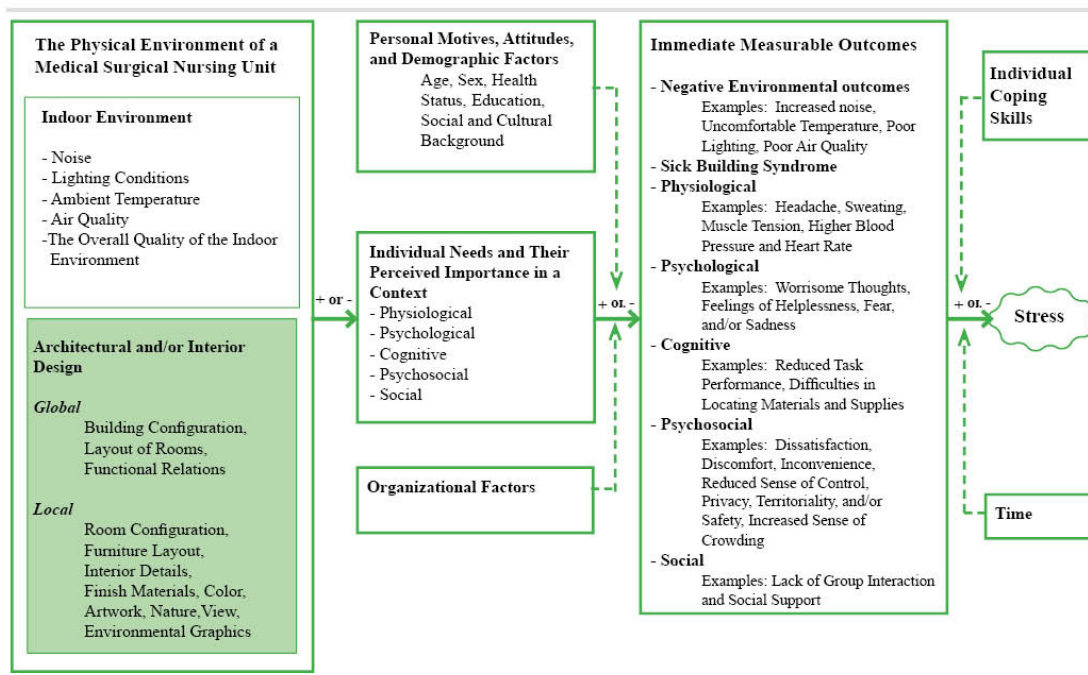 The Physical Environment of a
Medical Surgical Nursing Unit
Indoor Environment
- Noise
- Lighting Conditions
- Ambient Temperature
- Air Quality
-The Overall Quality of the Indoor
Environment
Architectural and/or Interior
Design
Global
Building Configuration,
Layout of Rooms,
Functional Relations
Local
Room Configuration,
Furniture Layout,
Interior Details,
Finish Materials, Color,
Artwork, Nature,View,
Environmental Graphics
+ or -
Personal Motives, Attitudes,
and Demographic Factors
Age, Sex, Health
Status, Education,
Social and Cultural
Background
Individual Needs and Their
Perceived Importance in a
Context
- Physiological
- Psychological
- Cognitive
- Psychosocial
- Social
Organizational Factors
+ or -
Immediate Measurable Outcomes
- Negative Environmental outcomes
Examples: Increased noise,
Uncomfortable Temperature, Poor
Lighting, Poor Air Quality
- Sick Building Syndrome
- Physiological
Examples: Headache, Sweating,
Muscle Tension, Higher Blood
Pressure and Heart Rate
- Psychological
Examples: Worrisome Thoughts,
Feelings of Helplessness, Fear,
and/or Sadness
- Cognitive
Examples: Reduced Task
Performance, Difficulties in
Locating Materials and Supplies
- Psychosocial
Examples: Dissatisfaction,
Discomfort, Inconvenience,
Reduced Sense of Control,
Privacy, Territoriality, and/or
Safety, Increased Sense of
Crowding
- Social
Examples: Lack of Group Interaction
and Social Support
Individual
Coping
Skills
+ or -
Stress
Time